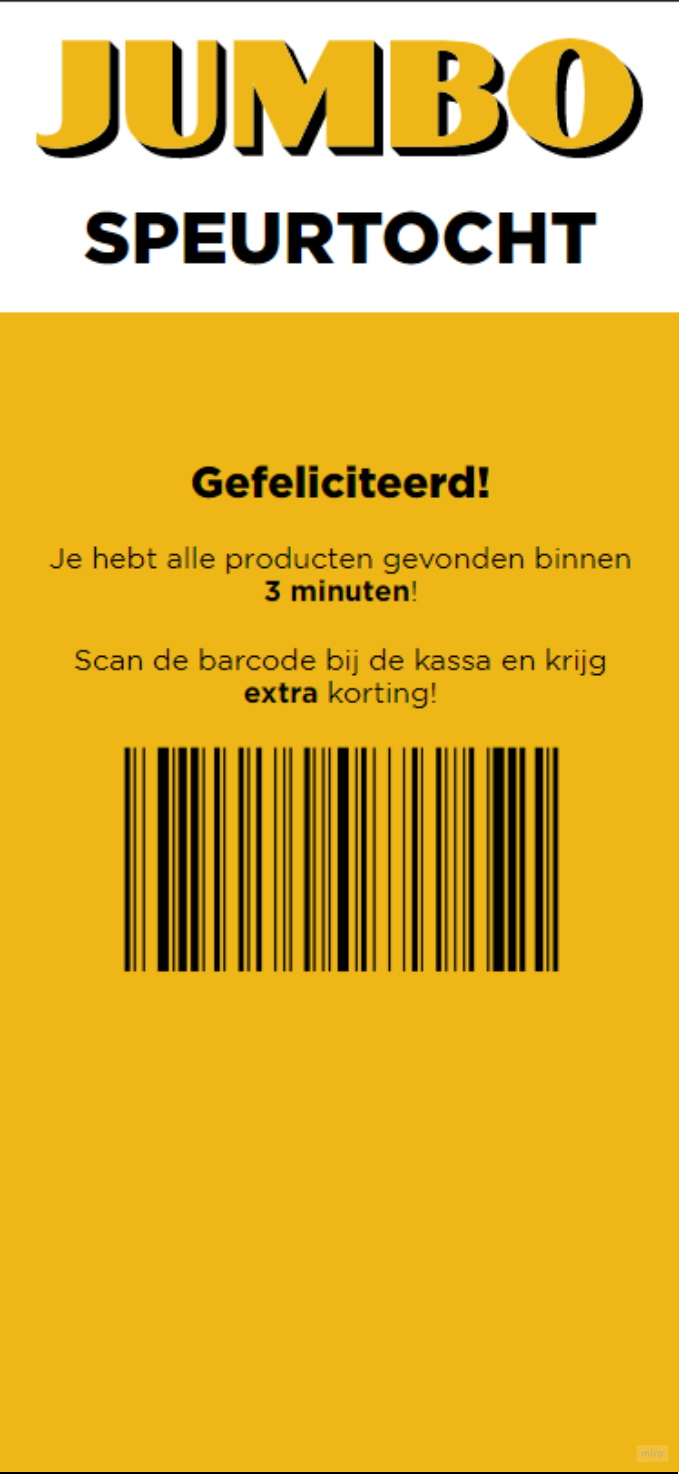 JUMBO
SPEURTOCHT
Gefeliciteerd!
Je hebt alle producten gevonden binnen
3 minuten!
Scan de barcode bij de kassa en krijg
extra korting!
miro